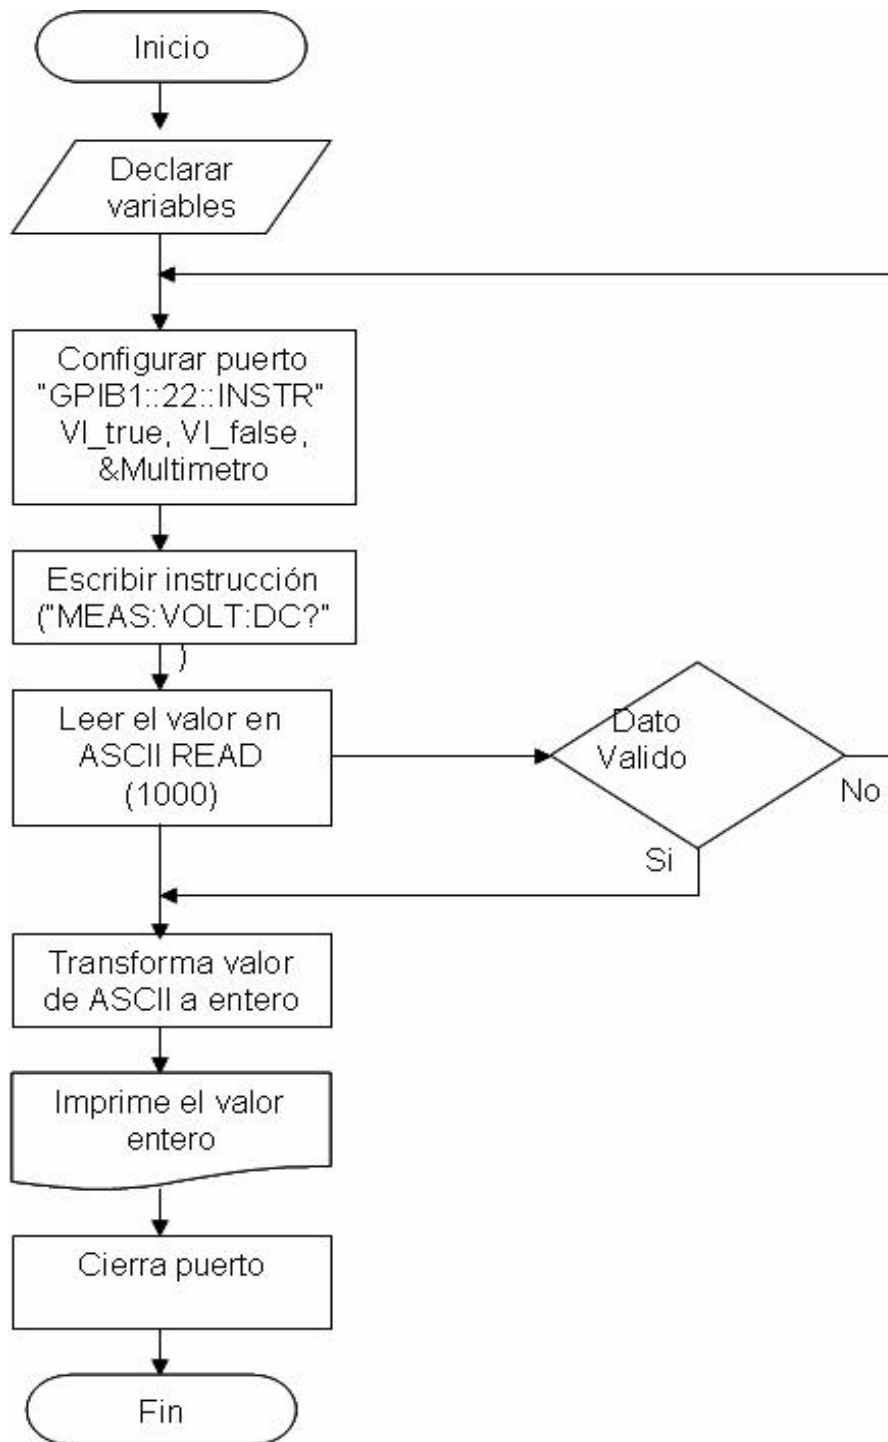 Inicio
Declarar
variables
Configurar puerto
"GPIB1::22::INSTR"
VI_true, VI_false,
&Multimetro
Escribir instrucción
("MEAS:VOLT:DC?"
)
Leer el valor en
ASCII READ
(1000)
Dato
Valido
No
Si
Transforma valor
de ASCII a entero
Imprime el valor
entero
Cierra puerto
Fin